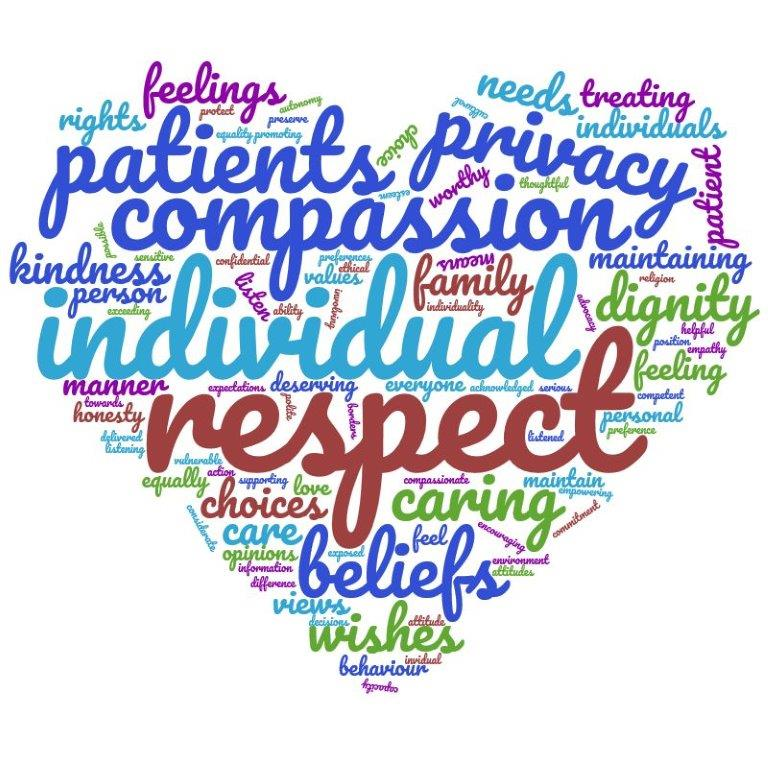 feelings
needs
treating
rights
protect
autonomy
preserve
cultural
individuals
equality
promoting
choice
patients
privacy
patient
worthy
thoughtful
esteem
compassion
possible
sensitive
confidential
preferences
ethical
means
maintaining
kindness
person
exceeding
listen
values
ability
involving
family
individuality
religion
advocacy
dignity
helpful
position
empathy
individual
feeling
manner
towards
honesty
expectations
deserving
everyone
acknowledged
serious
competent
polite
borders
personal
preference
respect
delivered
listening
listened
vulnerable
action
equally
supporting
love
compassionate
maintain
empowering
choices
caring
commitment
considerate
care
encouraging
opinions
exposed
feel
environment
attitudes
information
difference
beliefs
views
decisions
attitude
wishes
invidual
behaviour
capacity